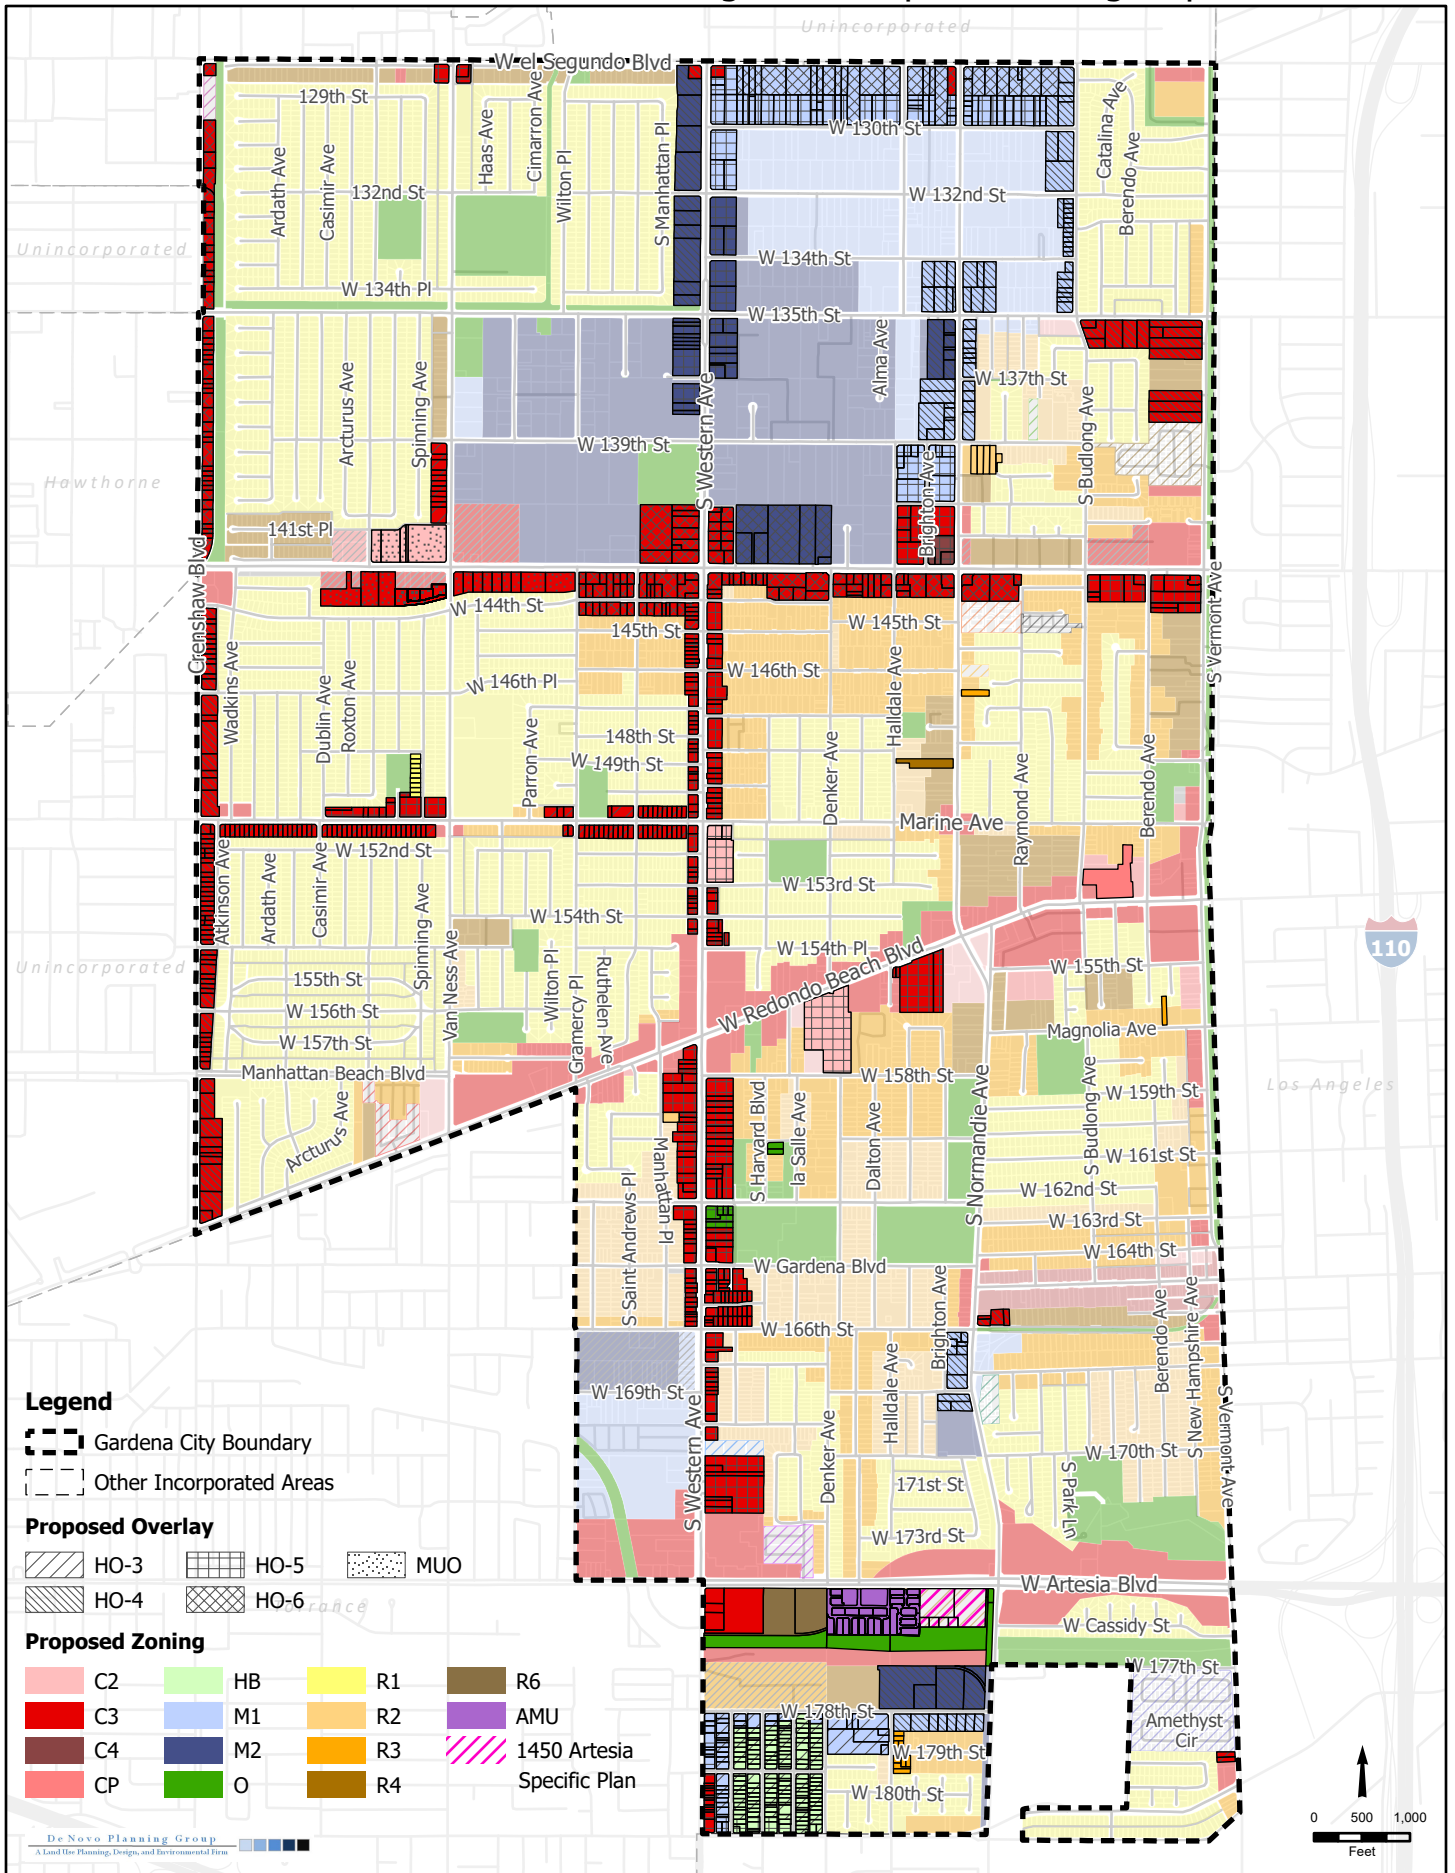 Unincorporated
W el Segundo Blvd
129th St
Haas Ave
Cimarron Ave
Wilton Pl
S Manhattan Pl
W 130th St
Catalina Ave
Berendo Ave
Ardath Ave
Casimir Ave
132nd St
W 132nd St
Unincorporated
W 134th St
W 134th Pl
W 135th St
Arcturus Ave
Spinning Ave
Alma Ave
W 137th St
S Budlong Ave
S Western Ave
W 139th St
Hawthorne
Brighton Ave
141st Pl
Crenshaw Blvd
S Vermont Ave
W 144th St
145th St
W 145th St
Wadkins Ave
W 146th St
Halldale Ave
W 146th Pl
Dublin Ave
Roxton Ave
Parron Ave
148th St
W 149th St
Denker Ave
Raymond Ave
Berendo Ave
Marine Ave
W 152nd St
Atkinson Ave
Ardath Ave
Casimir Ave
W 153rd St
Spinning Ave
W 154th St
110
Van Ness Ave
W 154th Pl
W Redondo Beach Blvd
W 155th St
Unincorporated
155th St
Wilton Pl
Gramercy Pl
Ruthelen Ave
W 156th St
Magnolia Ave
W 157th St
Manhattan Beach Blvd
W 158th St
S Normandie Ave
S Budlong Ave
W 159th St
Los Angeles
Arcturus Ave
Manhattan Pl
S Harvard Blvd
la Salle Ave
Dalton Ave
W 161st St
S Saint Andrews Pl
W 162nd St
W 163rd St
W 164th St
W Gardena Blvd
Brighton Ave
Berendo Ave
S New Hampshire Ave
W 166th St
Halldale Ave
W 169th St
Denker Ave
S Western Ave
S Vermont Ave
W 170th St
171st St
S Park Ln
W 173rd St
W Artesia Blvd
W Cassidy St
W 177th St
W 178th St
Amethyst
Cir
W 179th St
W 180th St
Legend
Gardena City Boundary
Other Incorporated Areas
Proposed Overlay
HO-3
HO-5
MUO
HO-4
HO-6
Torrance
Proposed Zoning
C2
HB
R1
R6
C3
M1
R2
AMU
C4
M2
R3
1450 Artesia
Specific Plan
CP
O
R4
De Novo Planning Group
A Land Use Planning, Design, and Environmental Firm
0 500 1,000
Feet